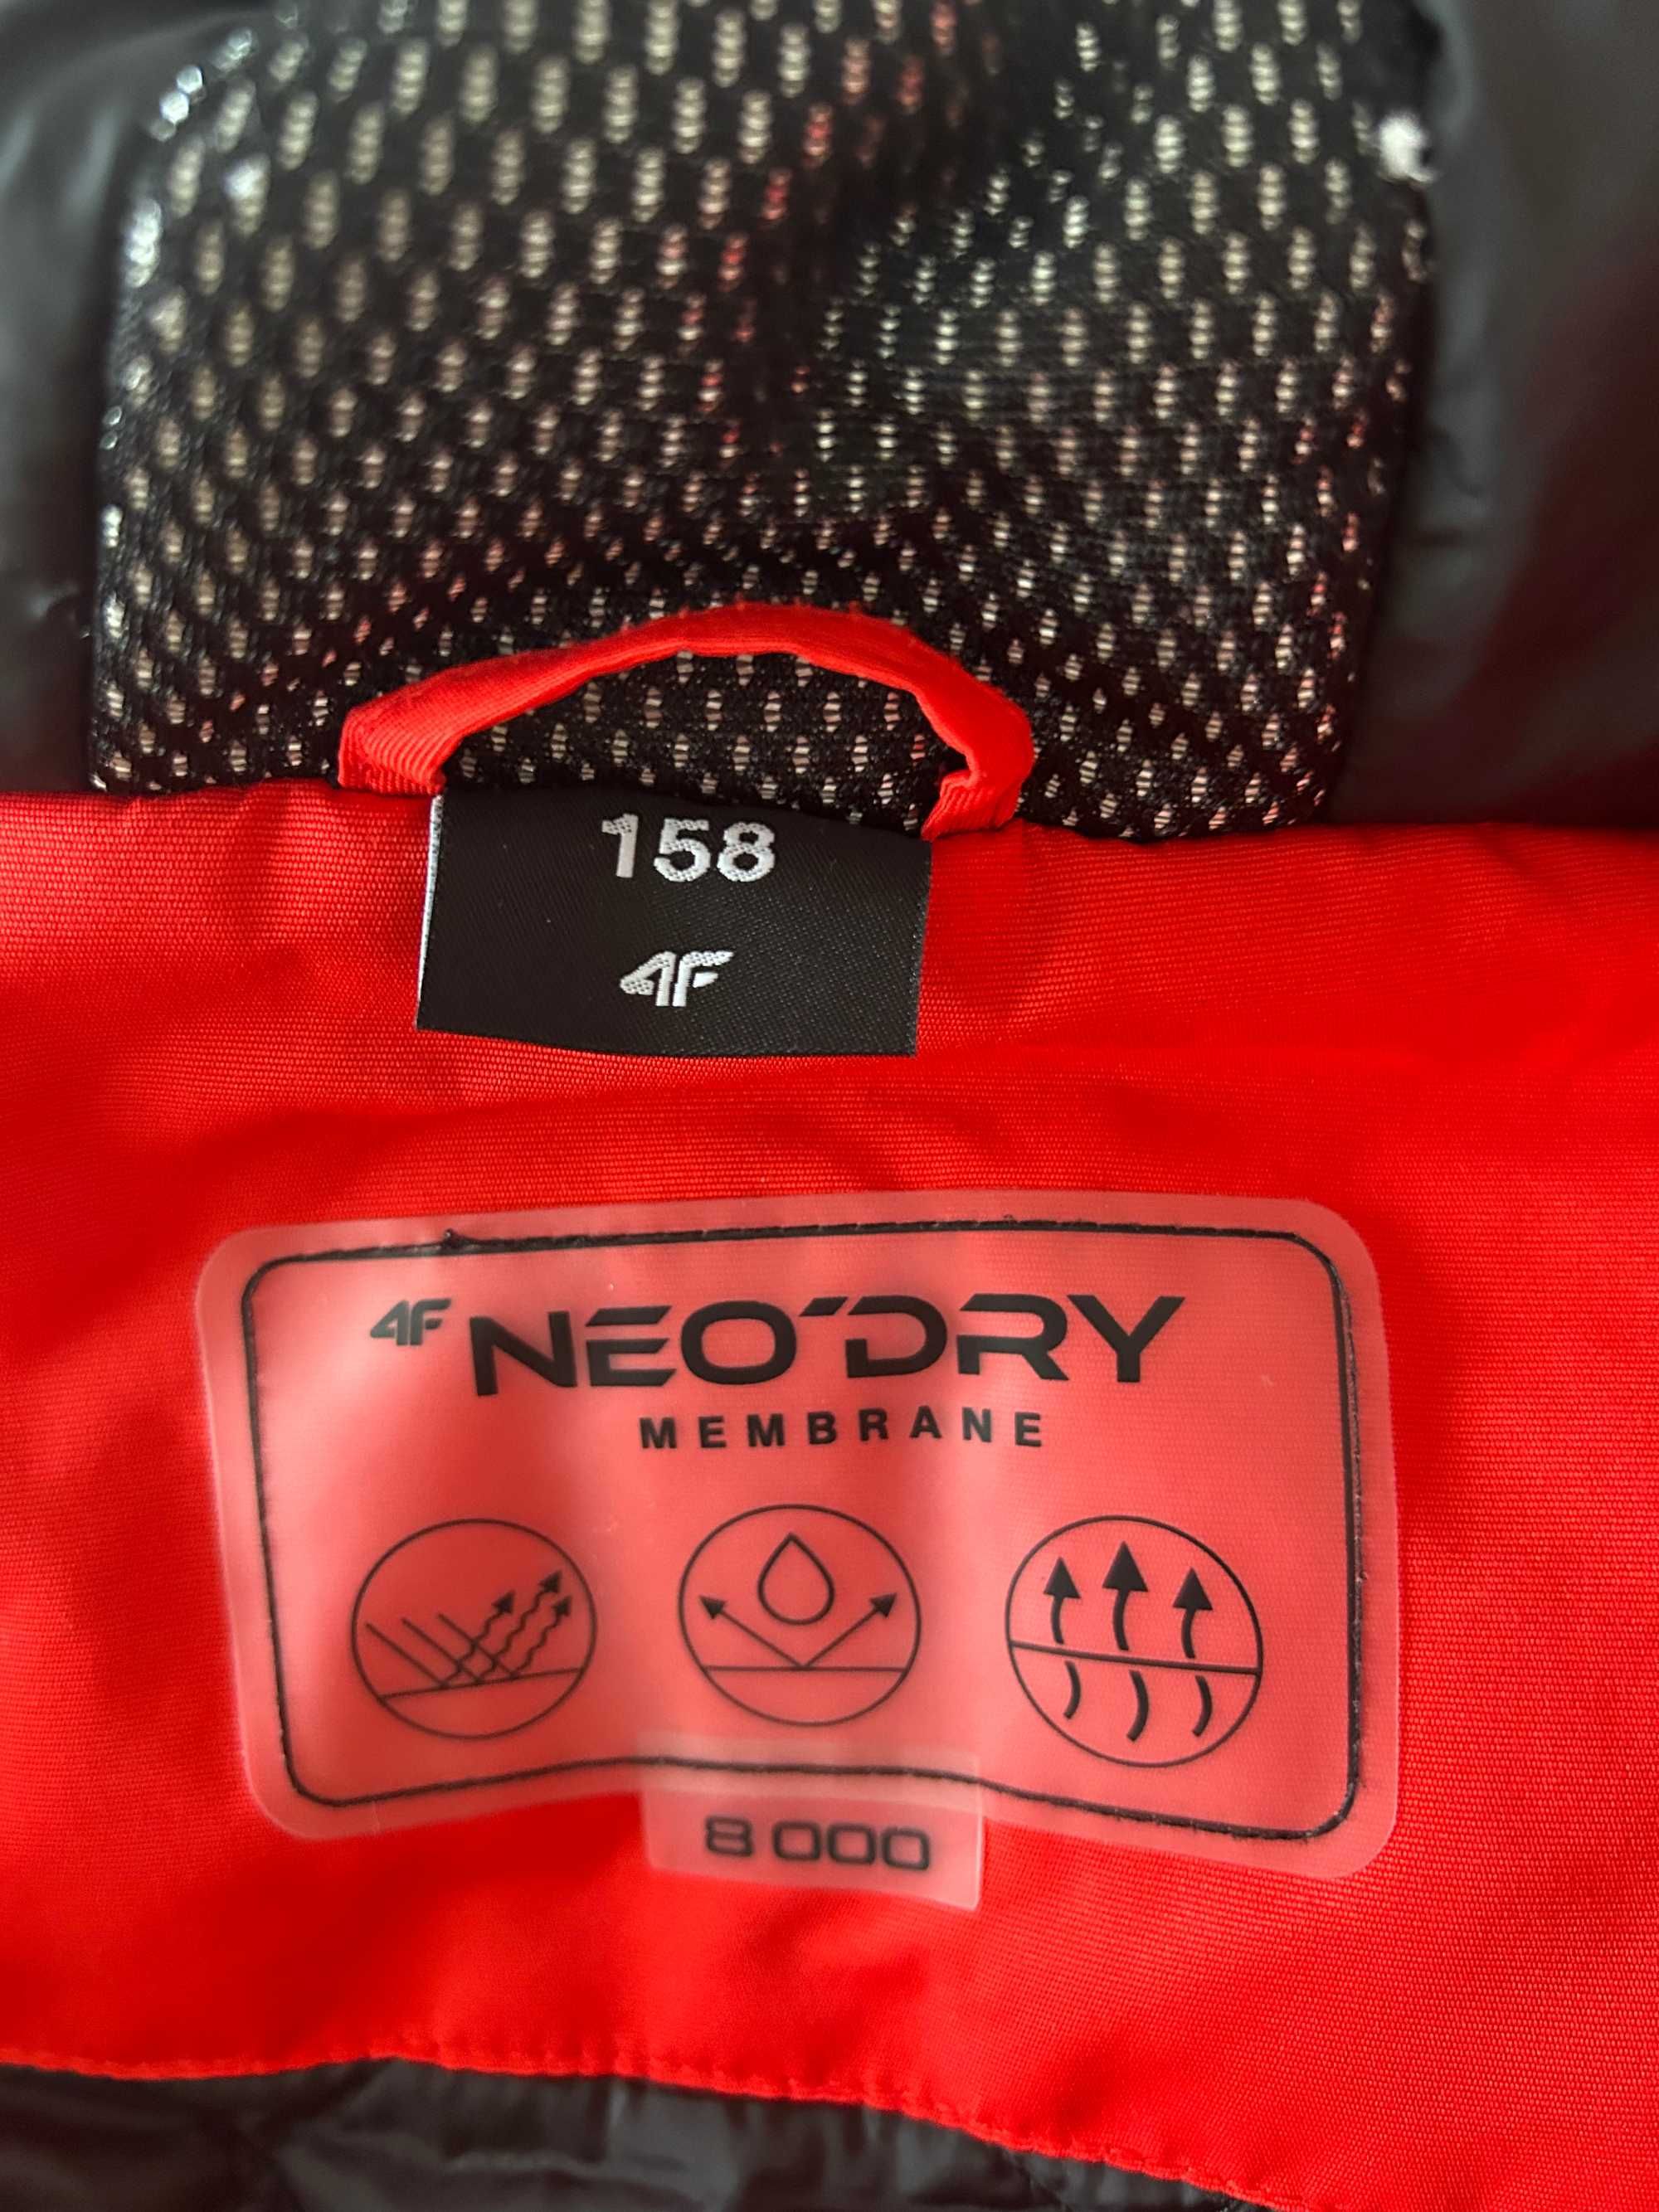 158
4F
4F NEO'DRY
MEMBRANE
8 000